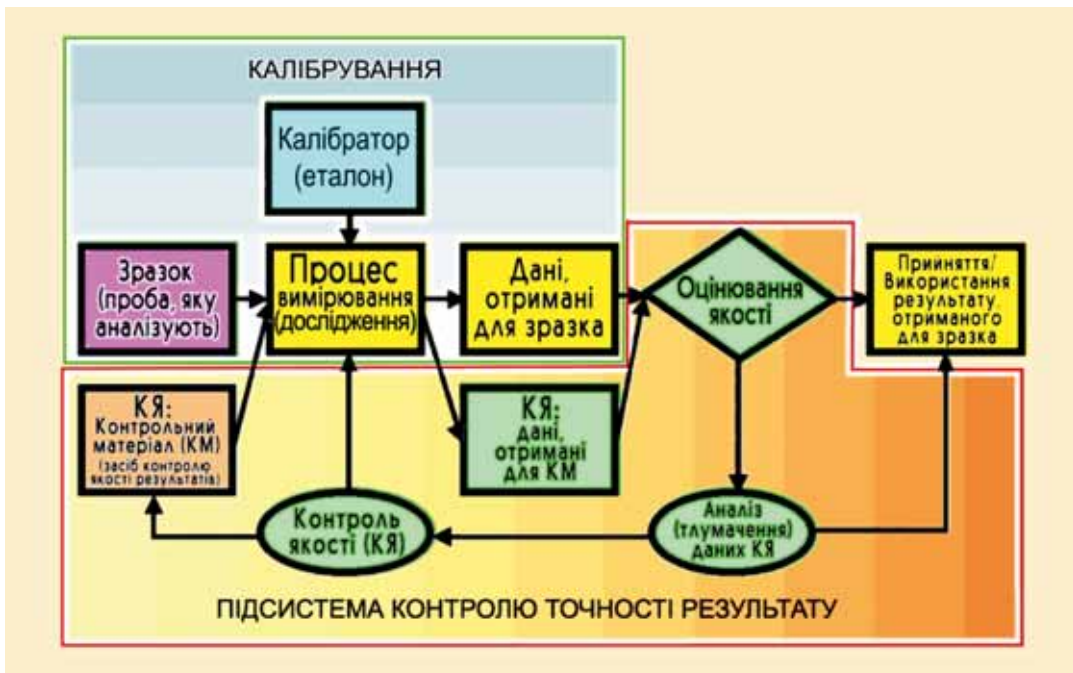 КАЛІБРУВАННЯ
Калібратор
(еталон)
Зразок
(проба, яку
аналізують)
Процес
вимірювання
(дослідження)
Дані,
отримані
для зразка
Оцінювання
якості
Прийняття/
Використання
результату,
отриманого
для зразка
КЯ:
Контрольний
матеріал (КМ)
(засіб контролю
якості результатів)
КЯ:
дані,
отримані
для КМ
Контроль
якості (КЯ)
Аналіз
(тлумачення)
даних КЯ
ПІДСИСТЕМА КОНТРОЛЮ ТОЧНОСТІ РЕЗУЛЬТАТУ